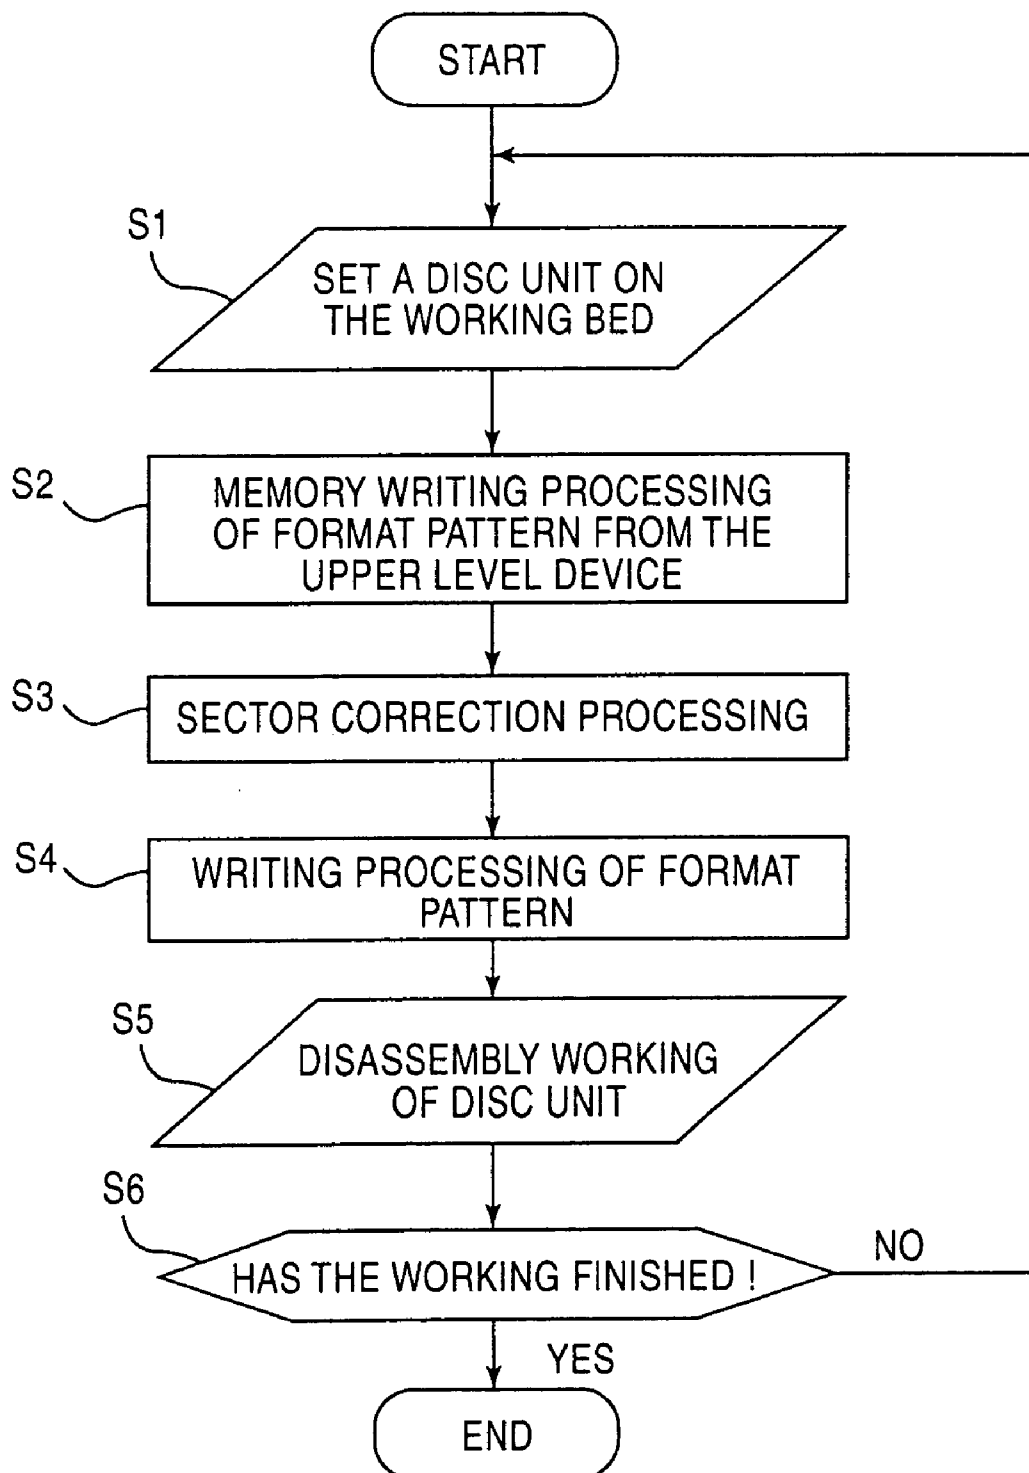 START
S1
SET A DISC UNIT ON
THE WORKING BED
S2
MEMORY WRITING PROCESSING
OF FORMAT PATTERN FROM THE
UPPER LEVEL DEVICE
S3
SECTOR CORRECTION PROCESSING
S4
WRITING PROCESSING OF FORMAT
PATTERN
S5
DISASSEMBLY WORKING
OF DISC UNIT
S6
HAS THE WORKING FINISHED !
NO
YES
END